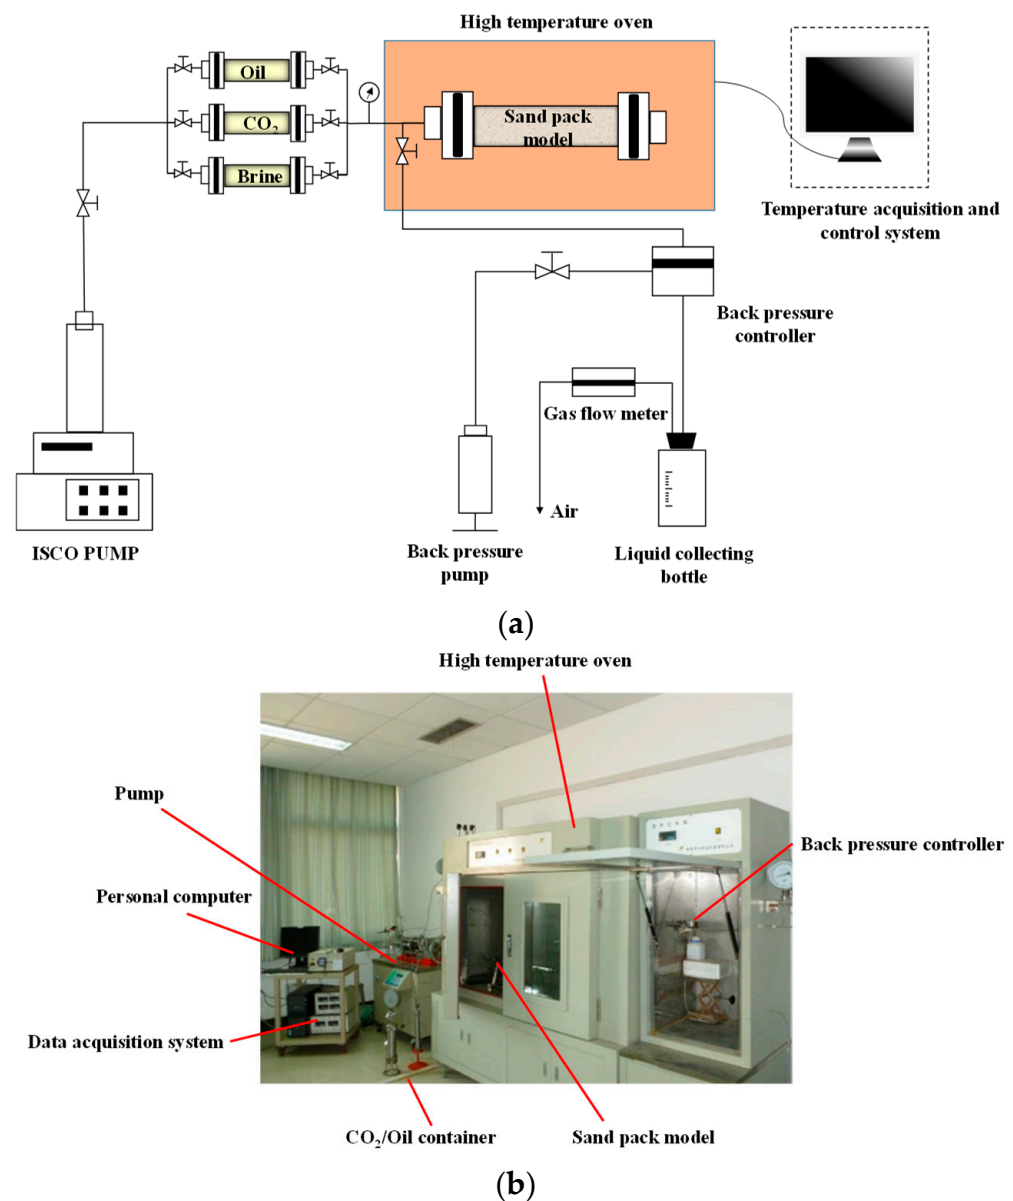 High temperature oven
Oil
CO₂
Brine
Sand pack
model
Temperature acquisition and
control system
Back pressure
controller
Gas flow meter
Air
ISCO PUMP
Back pressure
pump
Liquid collecting
bottle
(a)
High temperature oven
Pump
Back pressure controller
Personal computer
Data acquisition system
CO₂/Oil container
Sand pack model
(b)